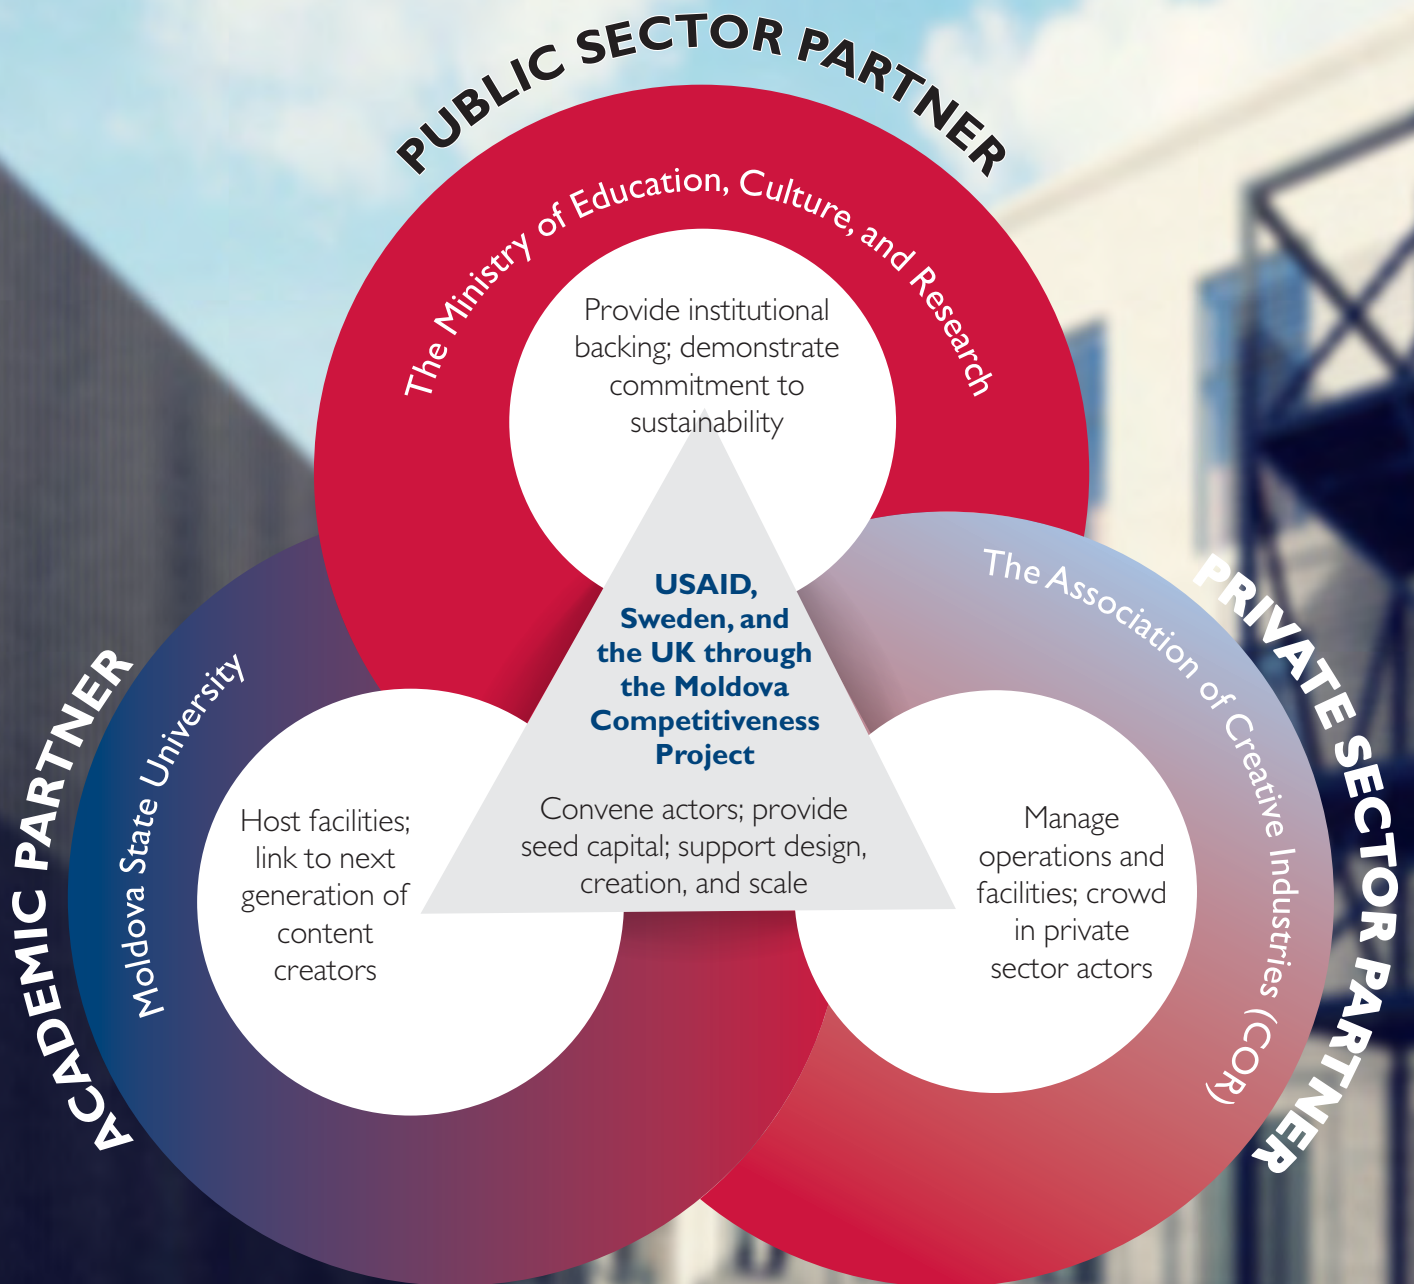 PUBLIC SECTOR PARTNER
The Ministry of Education, Culture, and Research
Provide institutional
backing; demonstrate
commitment to
sustainability
USAID,
Sweden, and
the UK through
the Moldova
Competitiveness
Project
Convene actors; provide
seed capital; support design,
creation, and scale
ACADEMIC PARTNER
Moldova State University
Host facilities;
link to next
generation of
content
creators
PRIVATE SECTOR PARTNER
The Association of Creative Industries (COR)
Manage
operations and
facilities; crowd
in private
sector actors